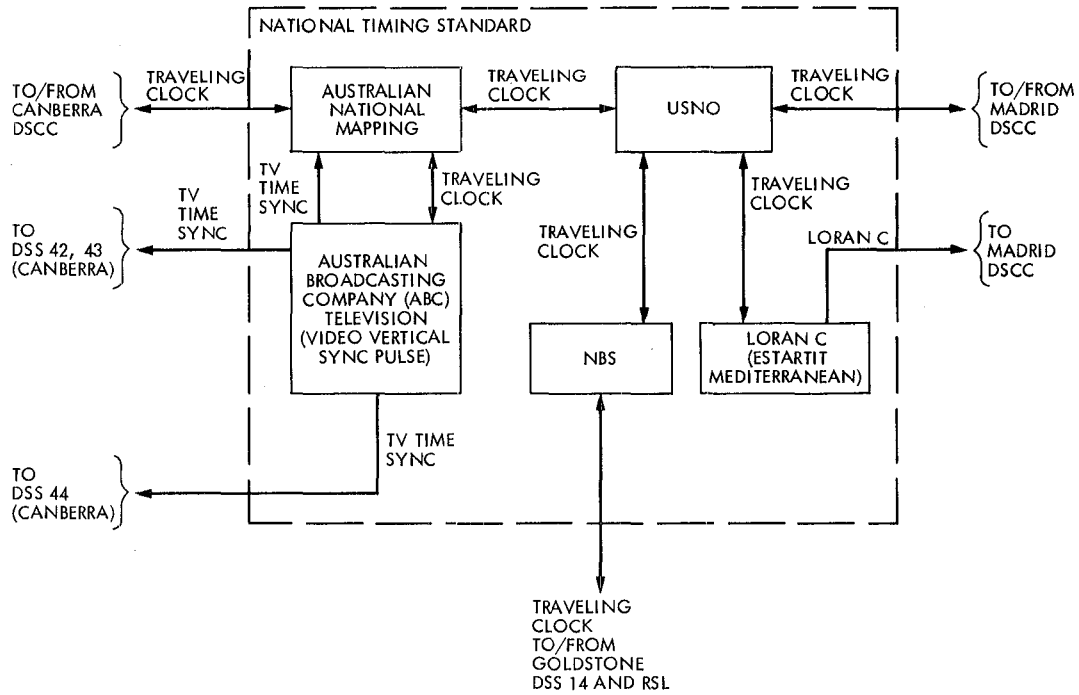 NATIONAL TIMING STANDARD
TO/FROM
CANBERRA
DSCC
TRAVELING
CLOCK
AUSTRALIAN
NATIONAL
MAPPING
TRAVELING
CLOCK
USNO
TRAVELING
CLOCK
TO/FROM
MADRID
DSCC
TV
TIME
SYNC
TRAVELING
CLOCK
TV
TIME
SYNC
TO
DSS 42, 43
(CANBERRA)
AUSTRALIAN
BROADCASTING
COMPANY (ABC)
TELEVISION
(VIDEO VERTICAL
SYNC PULSE)
TRAVELING
CLOCK
TRAVELING
CLOCK
LORAN C
TO
MADRID
DSCC
NBS
LORAN C
(ESTARTIT
MEDITERRANEAN)
TV TIME
SYNC
TO
DSS 44
(CANBERRA)
TRAVELING
CLOCK
TO/FROM
GOLDSTONE
DSS 14 AND RSL